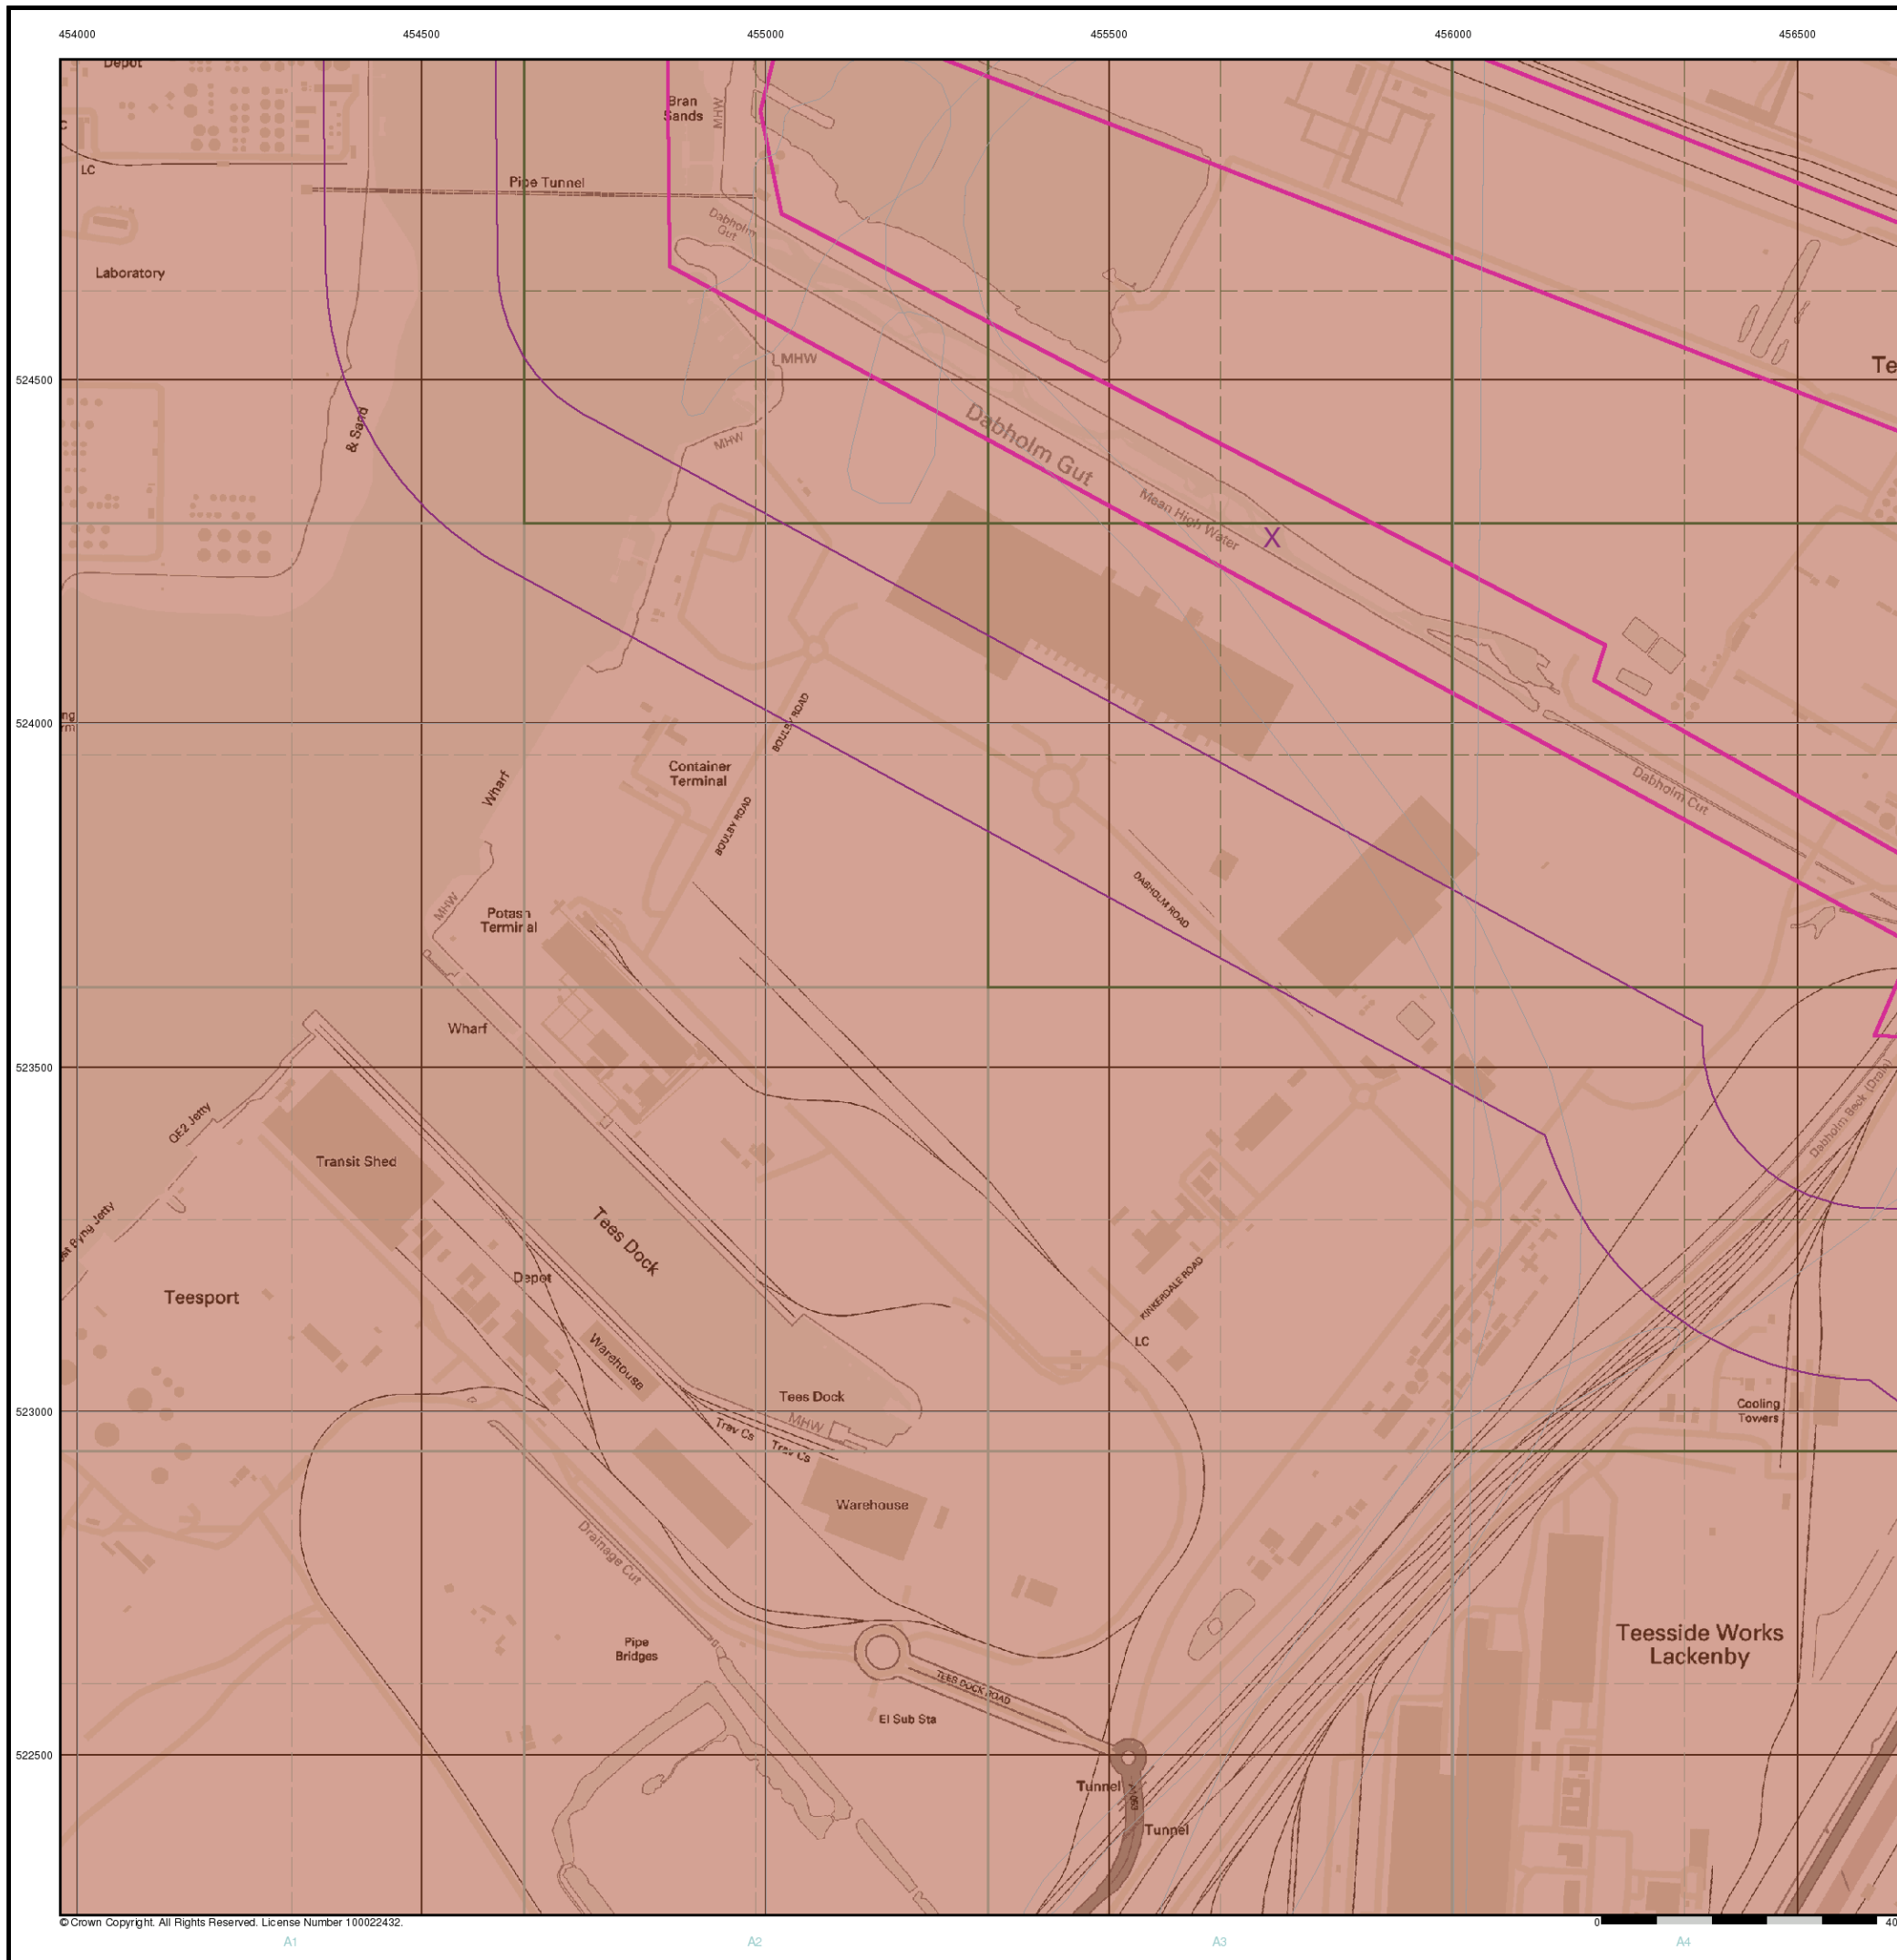 454000
454500
455000
455500
456000
456500
Depot
Bran
Sands
MHW
C
LC
Pipe Tunnel
Dabholm
Gut
Laboratory
MHW
Te
524500
& Sand
Dabholm Gut
MHW
Mean High Water
X
ng
rm
524000
BOULBY ROAD
Container
Terminal
Wharf
Dabholm Cut
BOULBY ROAD
DABHOLM ROAD
MHW
Potash
Terminal
Wharf
523500
Dabholm Beck (Drain)
QE2 Jetty
Transit Shed
Tees Dock
Byng Jetty
Depot
Teesport
KINKERDALE ROAD
LC
Warehouse
Tees Dock
MHW
Trav Cs
Trav Cs
523000
Cooling
Towers
Warehouse
Drainage Cut
Pipe
Bridges
Teesside Works
Lackenby
TEES DOCK ROAD
El Sub Sta
522500
Tunnel
Tunnel
© Crown Copyright. All Rights Reserved. License Number 100022432.
0
40
A1
A2
A3
A4